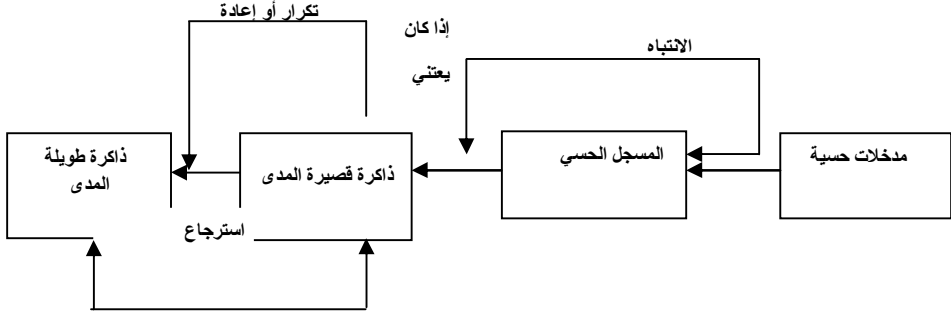 تكرار أو إعادة
إذا كان
يعتني
الانتباه
مدخلات حسية
المسجل الحسي
ذاكرة قصيرة المدى
ذاكرة طويلة
المدى
استرجاع